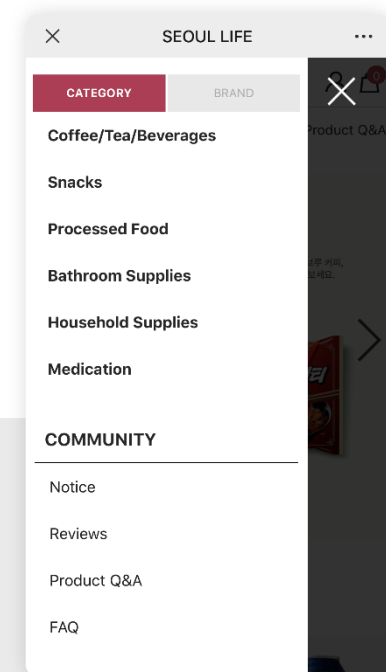 SEOUL LIFE
CATEGORY
BRAND
0
Product Q&A
Coffee/Tea/Beverages
Snacks
Processed Food
Bathroom Supplies
Household Supplies
Medication
COMMUNITY
Notice
Reviews
Product Q&A
FAQ